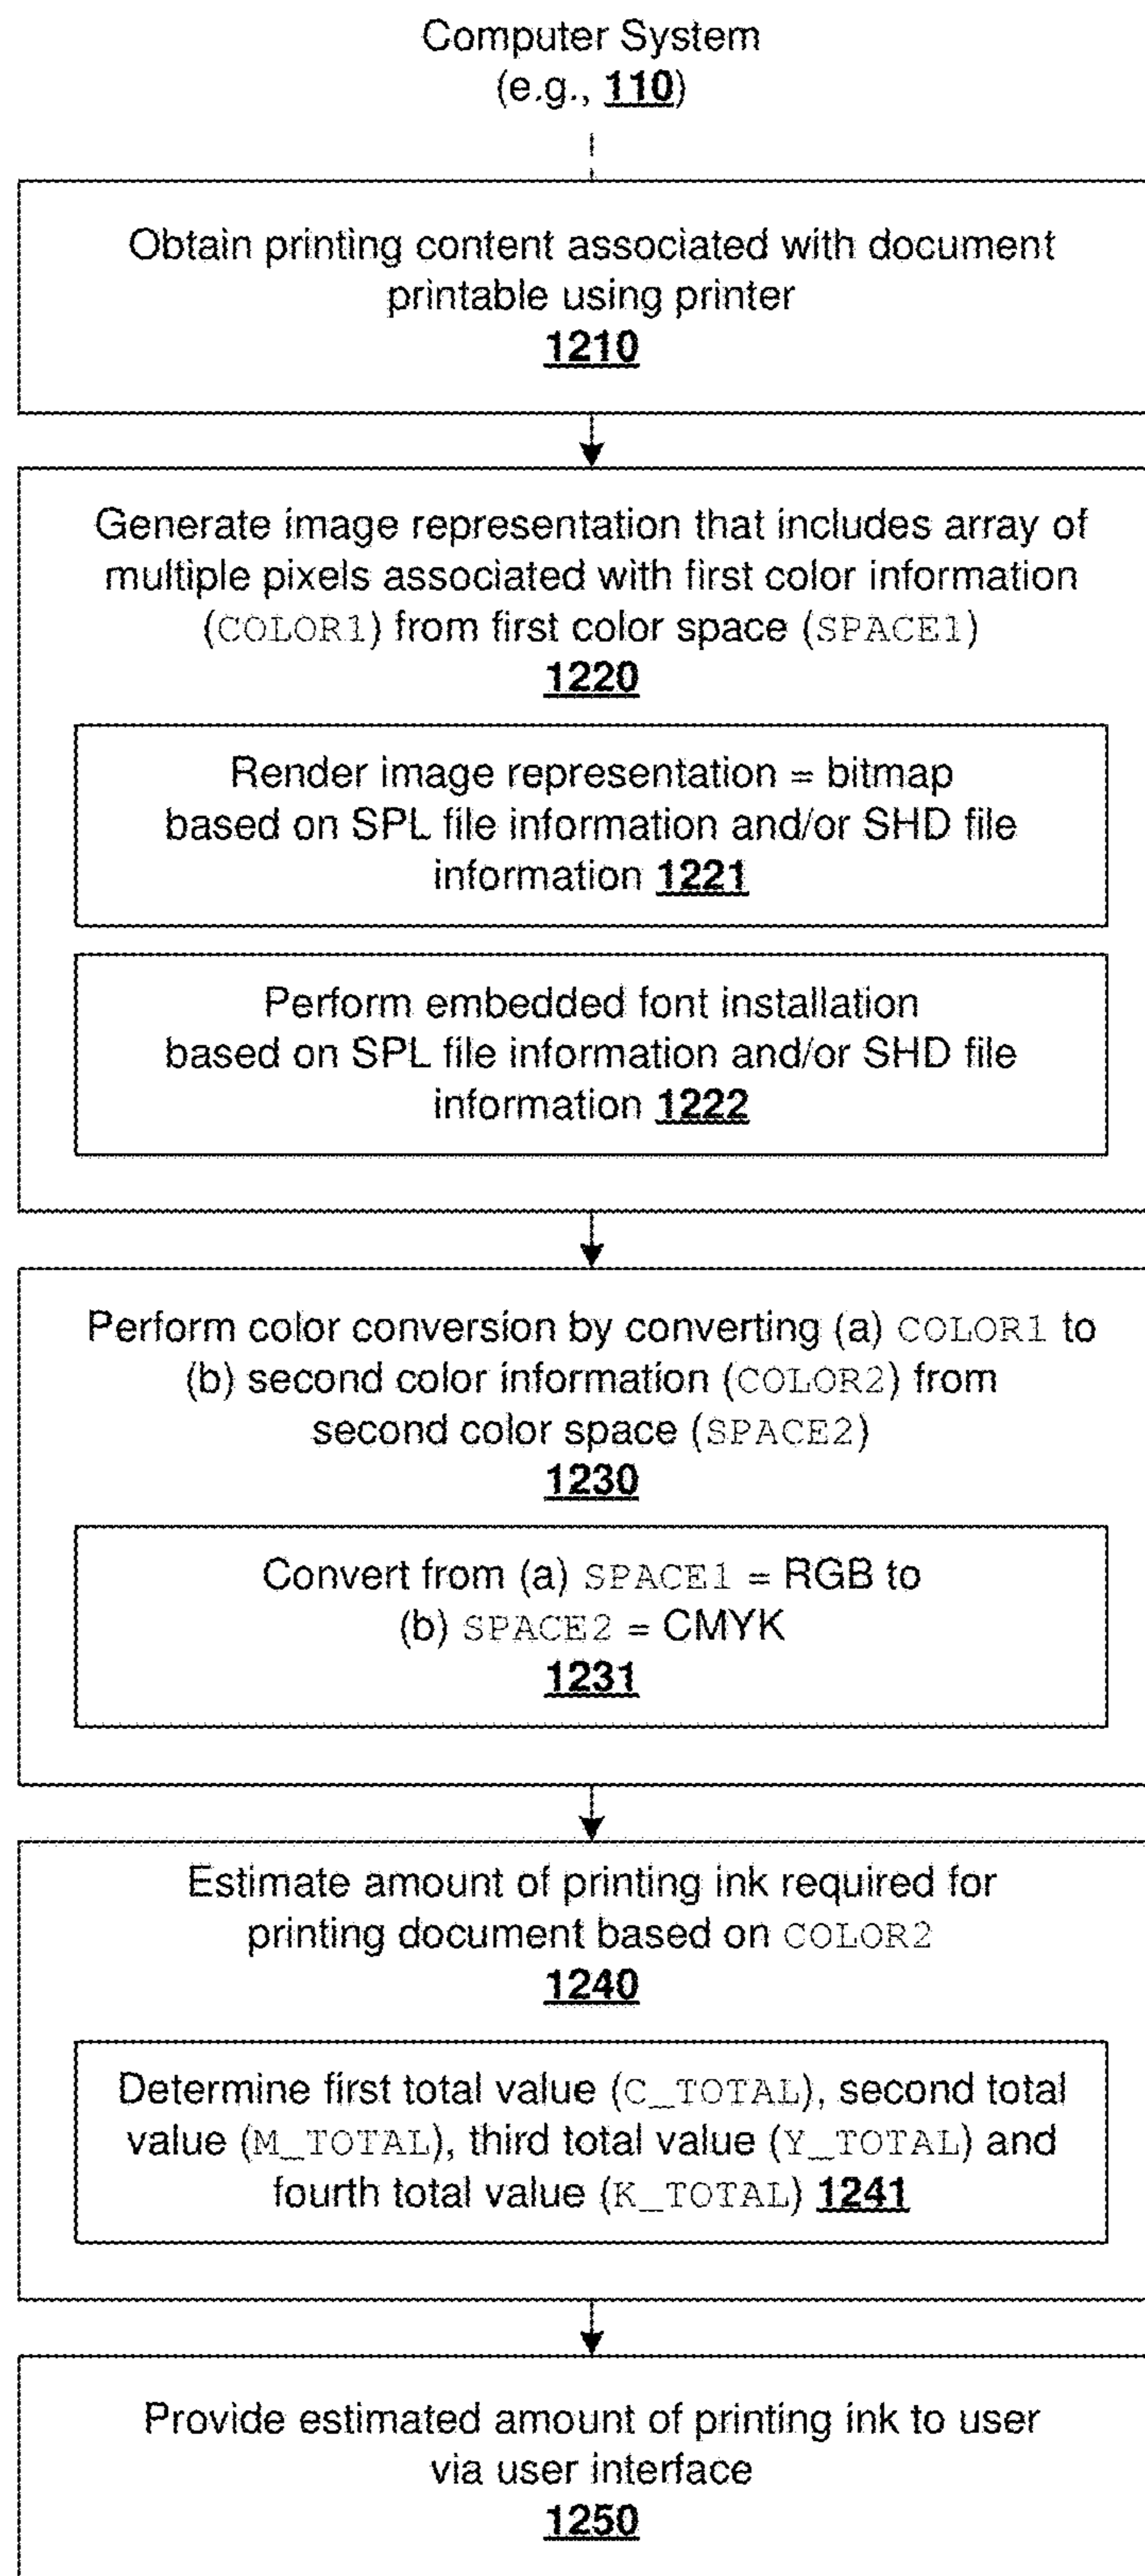 Computer System
(e.g., 110)
Obtain printing content associated with document
printable using printer
1210
Generate image representation that includes array of
multiple pixels associated with first color information
(COLOR1) from first color space (SPACE1)
1220
Render image representation = bitmap
based on SPL file information and/or SHD file
information 1221
Perform embedded font installation
based on SPL file information and/or SHD file
information 1222
Perform color conversion by converting (a) COLOR1 to
(b) second color information (COLOR2) from
second color space (SPACE2)
1230
Convert from (a) SPACE1 = RGB to
(b) SPACE2 = CMYK
1231
Estimate amount of printing ink required for
printing document based on COLOR2
1240
Determine first total value (C_TOTAL), second total
value (M_TOTAL), third total value (Y_TOTAL) and
fourth total value (K_TOTAL) 1241
Provide estimated amount of printing ink to user
via user interface
1250